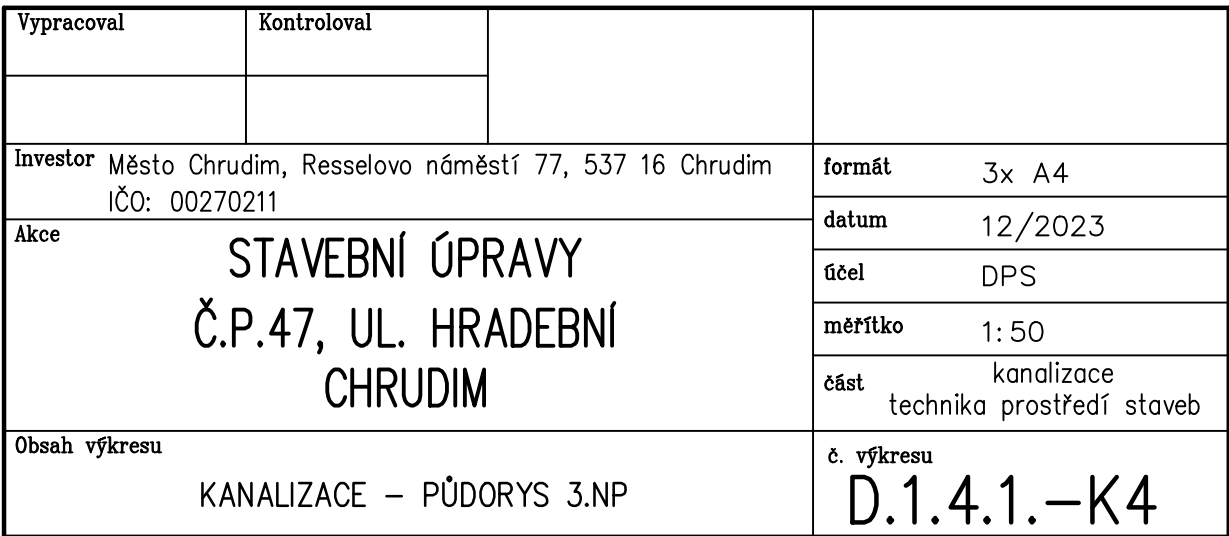 Vypracoval
Kontroloval
Investor Město Chrudim, Resselovo náměstí 77, 537 16 Chrudim
IČO: 00270211
formát 3x A4
datum 12/2023
účel DPS
měřítko 1:50
část kanalizace
technika prostředí staveb
Akce
STAVEBNÍ ÚPRAVY
Č.P.47, UL. HRADEBNÍ
CHRUDIM
Obsah výkresu
KANALIZACE – PŮDORYS 3.NP
č. výkresu
D.1.4.1.–K4